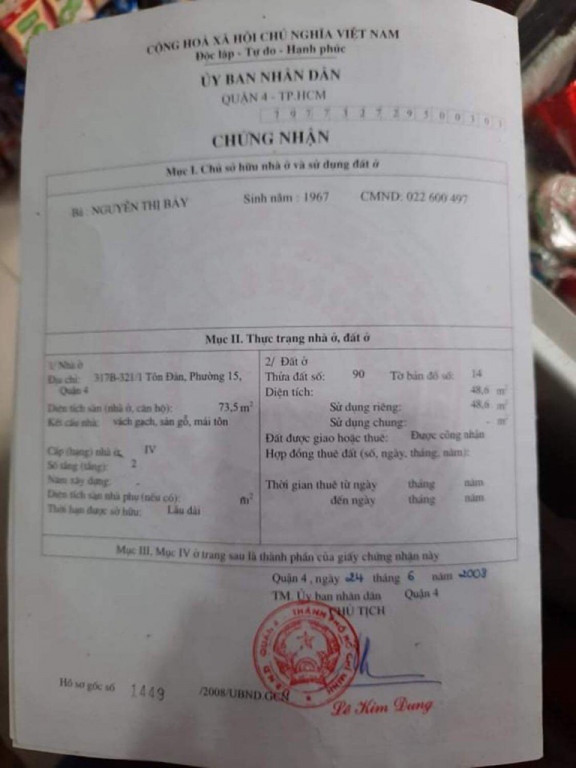 CỘNG HOÀ XÃ HỘI CHỦ NGHĨA VIỆT NAM
Độc lập - Tự do - Hạnh phúc
ỦY BAN NHÂN DÂN
QUẬN 4 - TP.HCM
CHỨNG NHẬN
Mục I. Chủ sở hữu nhà ở và sử dụng đất ở
Bà NGUYỄN THỊ BẢY Sinh năm : 1967 CMND: 022 600 497
Mục II. Thực trạng nhà ở, đất ở
1/ Nhà ở
Địa chỉ: 317B-321/1 Tôn Đản, Phường 15,
Quận 4
Diện tích sàn (nhà ở, căn hộ): 73,5 m²
Kết cấu nhà: vách gạch, sàn gỗ, mái tôn
Cấp (hạng) nhà ở: IV
Số tầng (tầng): 2
Năm xây dựng:
Diện tích sàn nhà phụ (nếu có): m²
Thời hạn được sở hữu: Lâu dài
2/ Đất ở
Thửa đất số: 90 Tờ bản đồ số: 14
Diện tích: 48,6 m²
Sử dụng riêng: 48,6 m²
Sử dụng chung: - m²
Đất được giao hoặc thuê: Được công nhận
Hợp đồng thuê đất (số, ngày, tháng, năm):
Thời gian thuê từ ngày tháng năm
đến ngày tháng năm
Mục III. Mục IV ở trang sau là thành phần của giấy chứng nhận này
Quận 4 , ngày 24 tháng 6 năm 2008
TM. Ủy ban nhân dân Quận 4
CHỦ TỊCH
U.B.N.D. QUẬN 4 - THÀNH PHỐ HỒ CHÍ MINH
Hồ sơ gốc số 1449 /2008/UBND.GCN
Lê Kim Dung